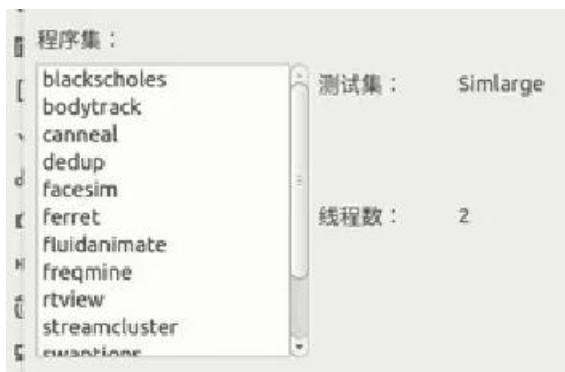 程序集：
blackscholes
bodytrack
canneal
dedup
facesim
ferret
fluidanimate
freqmine
rtview
streamcluster
swaptions
测试集： Simlarge
线程数： 2